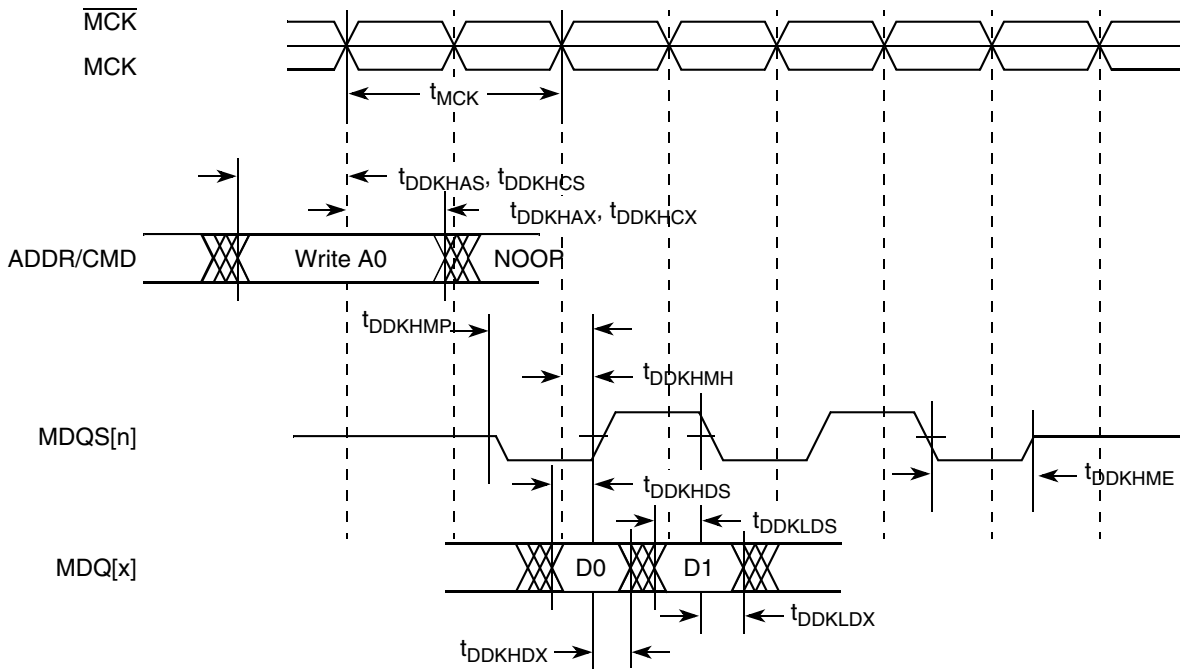 MCK
MCK
tMCK
tDDKHAS, tDDKHCS
tDDKHAX, tDDKHCX
ADDR/CMD
Write A0
NOOP
tDDKHMP
tDDKHMH
MDQS[n]
tDDKHME
tDDKHDS
tDDKLDS
MDQ[x]
D0
D1
tDDKLDX
tDDKHDX